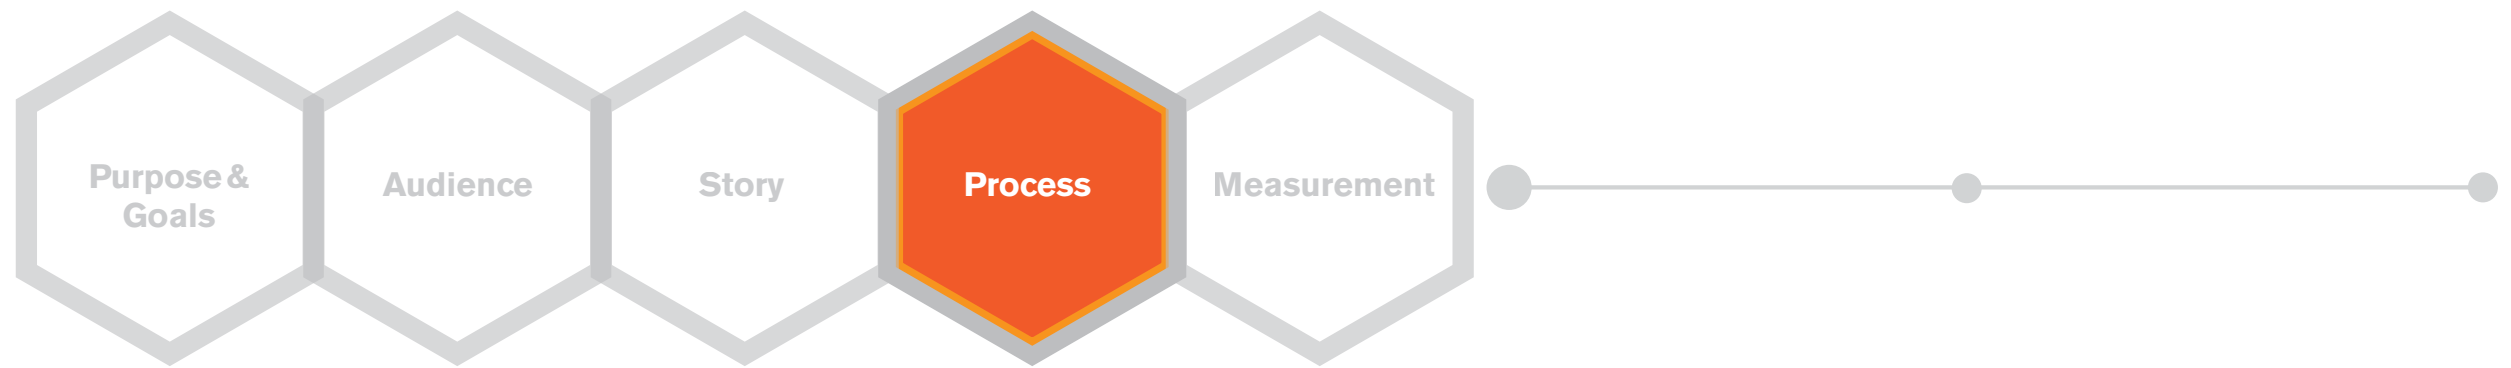 Purpose &
Goals
Audience
Story
Process
Measurement